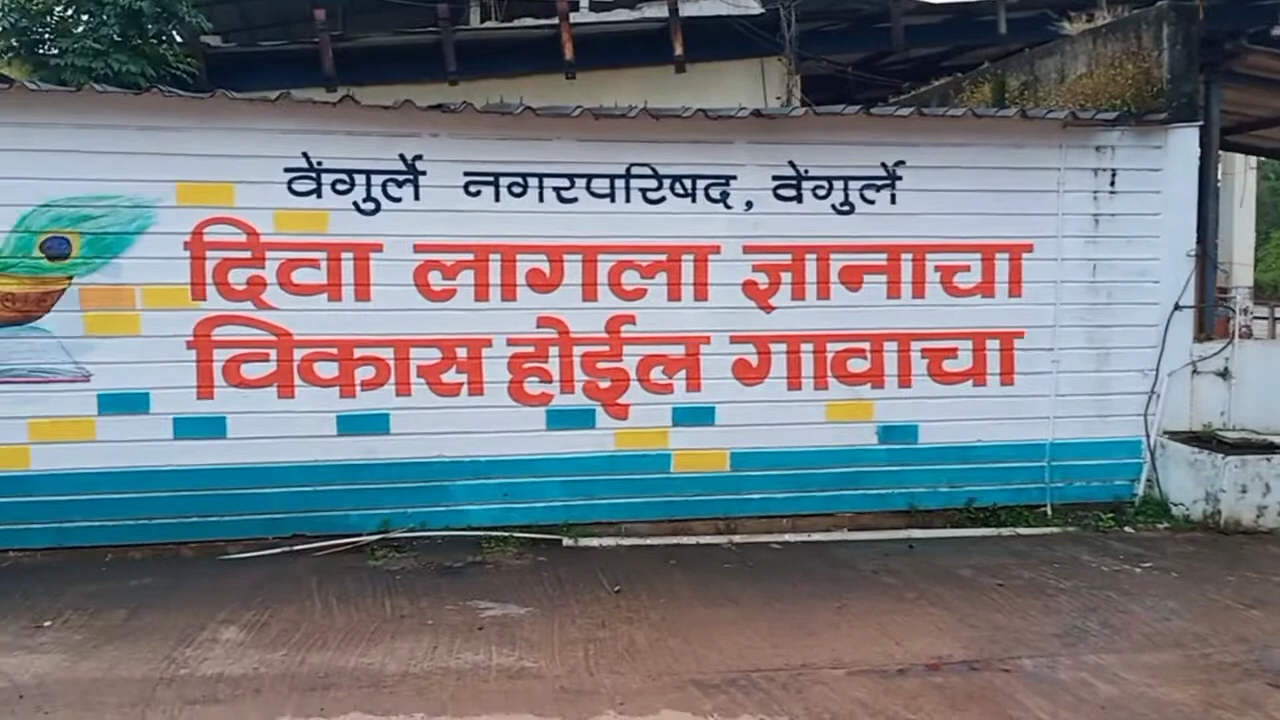 वेंगुर्ले नगरपरिषद, वेंगुर्ले
दिवा लागला ज्ञानाचा
विकास होईल गावाचा